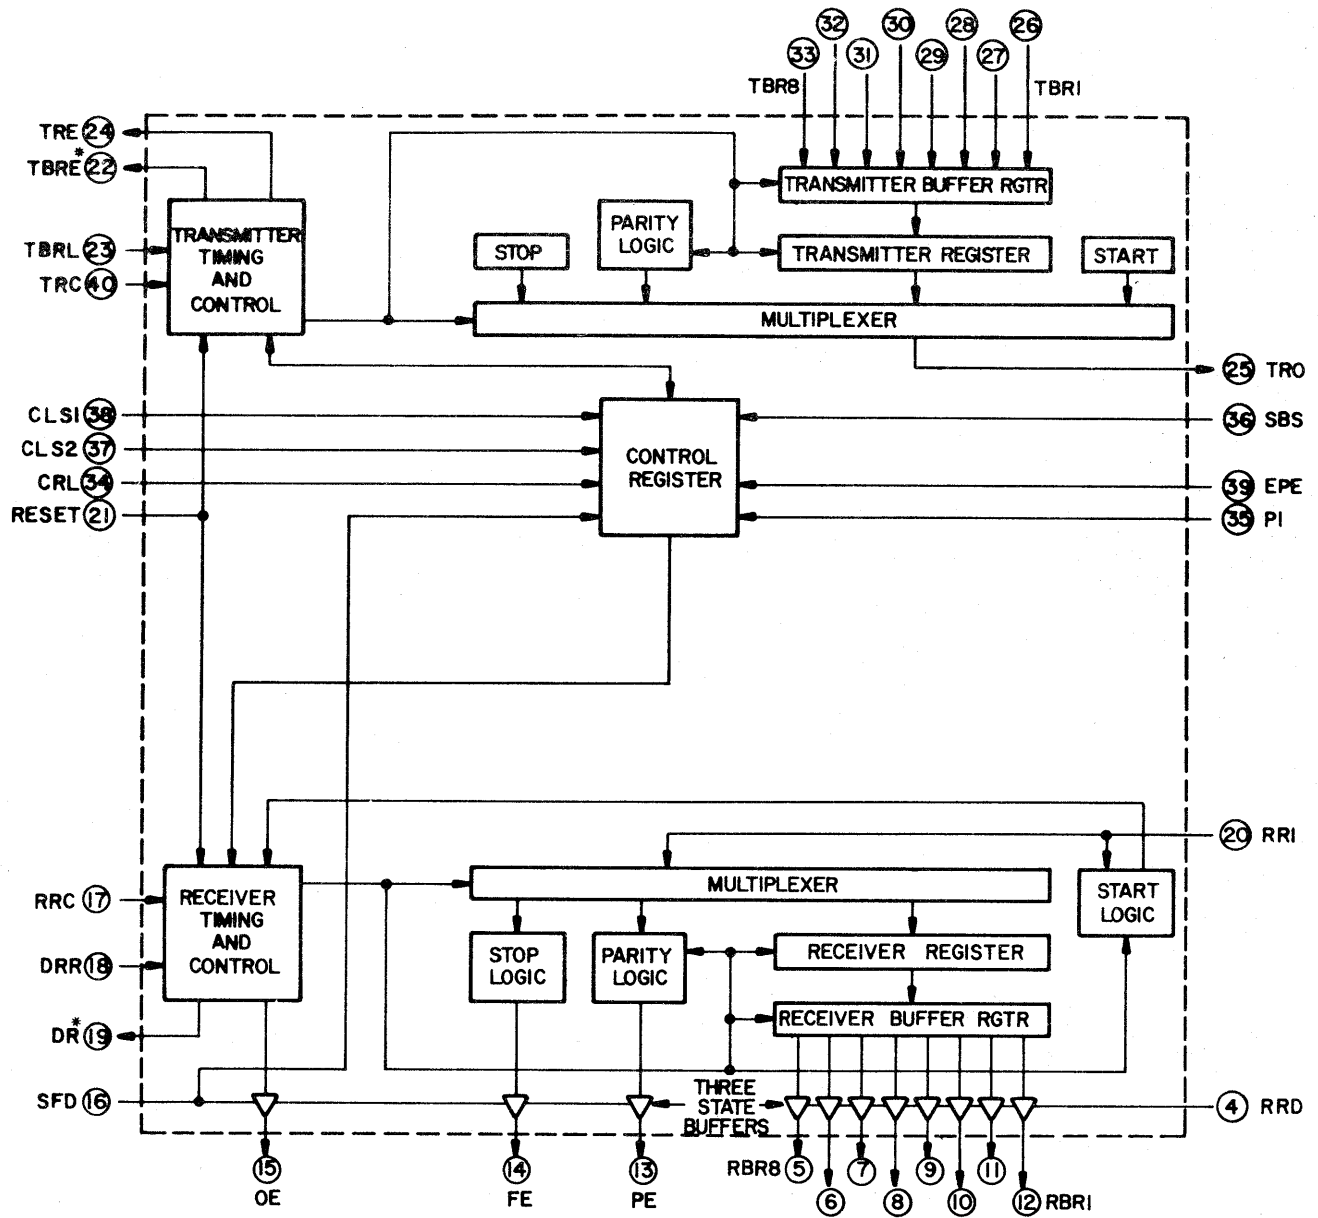 32 30 28 26
33 31 29 27
TBR8 TBR1
TRE 24
TBRE* 22
TRANSMITTER BUFFER RGTR
TRANSMITTER
TIMING
AND
CONTROL
PARITY
LOGIC
STOP
TRANSMITTER REGISTER
START
TBRL 23
TRC 40
MULTIPLEXER
25 TRO
CLS1 38
CLS2 37
CRL 34
RESET 21
CONTROL
REGISTER
36 SBS
39 EPE
35 PI
20 RRI
RRC 17
DRR 18
DR* 19
SFD 16
RECEIVER
TIMING
AND
CONTROL
MULTIPLEXER
START
LOGIC
STOP
LOGIC
PARITY
LOGIC
RECEIVER REGISTER
RECEIVER BUFFER RGTR
THREE
STATE
BUFFERS
4 RRD
15
OE
14
FE
13
PE
RBR8 5 7 9 11
6 8 10 12 RBR1